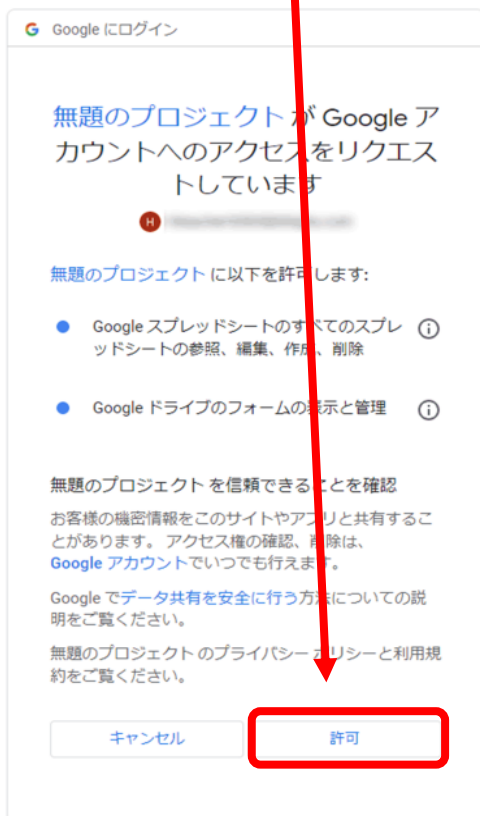 Google にログイン
無題のプロジェクト が Google ア
カウントへのアクセスをリクエス
トしています
H
無題のプロジェクト に以下を許可します:
Google スプレッドシートのすべてのスプレ
ッドシートの参照、編集、作成、削除
Google ドライブのフォームの表示と管理
無題のプロジェクト を信頼できることを確認
お客様の機密情報をこのサイトやアプリと共有するこ
とがあります。 アクセス権の確認、削除は、
Google アカウントでいつでも行えます。
Google でデータ共有を安全に行う方法についての説
明をご覧ください。
無題のプロジェクト のプライバシー ポリシーと利用規
約をご覧ください。
キャンセル
許可